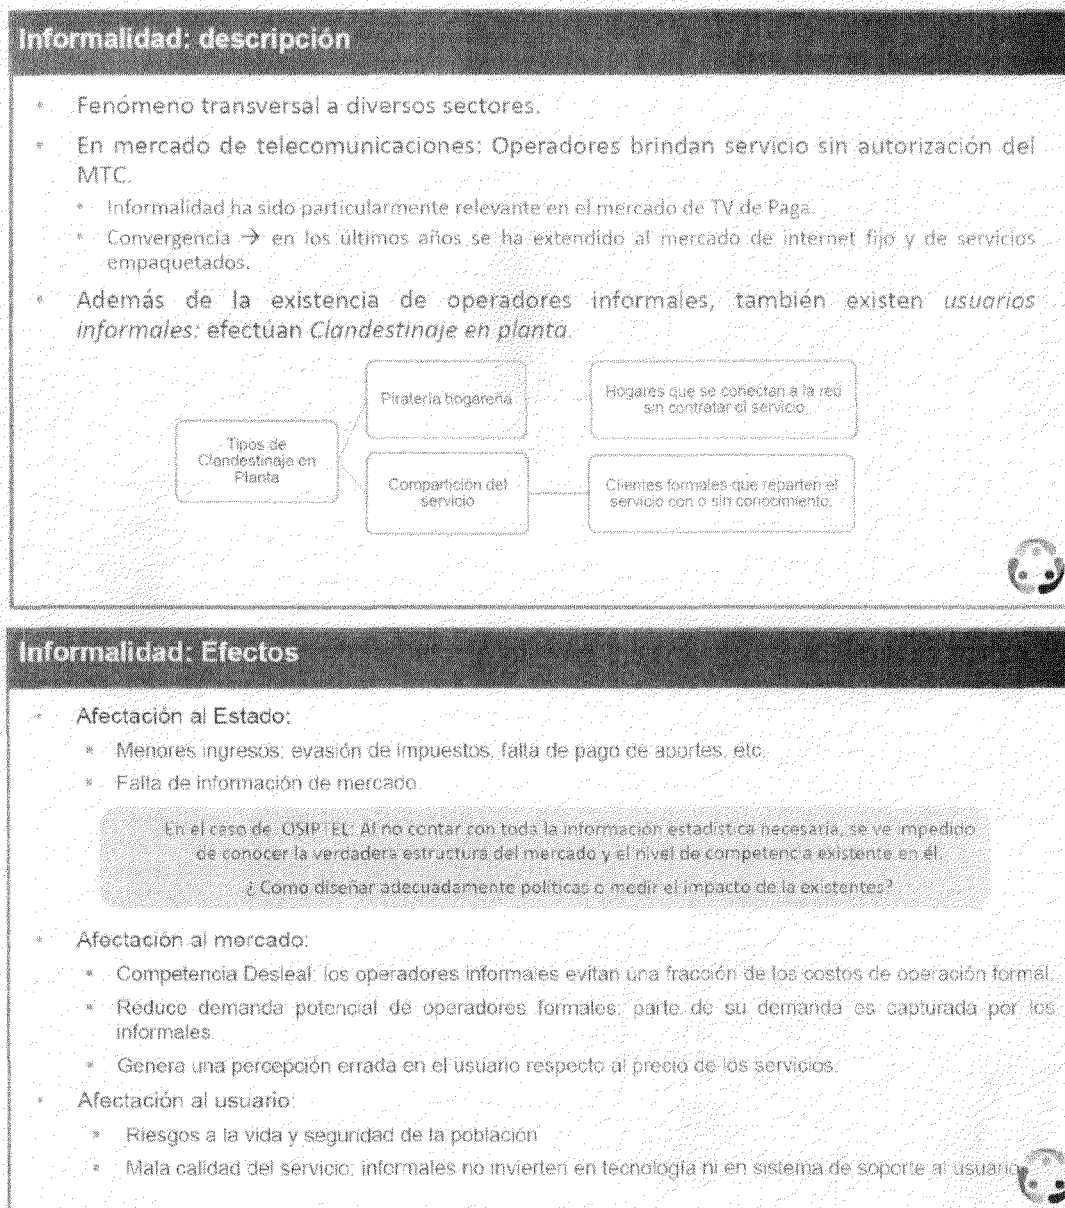 Informalidad: descripción
• Fenómeno transversal a diversos sectores.
• En mercado de telecomunicaciones: Operadores brindan servicio sin autorización del
MTC.
• Informalidad ha sido particularmente relevante en el mercado de TV de Paga.
• Convergencia → en los últimos años se ha extendido al mercado de internet fijo y de servicios
empaquetados.
• Además de la existencia de operadores informales, también existen usuarios
informales: efectúan Clandestinaje en planta.
Tipos de
Clandestinaje en
Planta
Piratería hogareña
Hogares que se conectan a la red
sin contratar el servicio
Compartición del
servicio
Clientes formales que reparten el
servicio con o sin conocimiento.
Informalidad: Efectos
• Afectación al Estado:
• Menores ingresos: evasión de impuestos, falta de pago de aportes, etc
• Falta de información de mercado
En el caso de OSIPTEL: Al no contar con toda la información estadística necesaria, se ve impedido
de conocer la verdadera estructura del mercado y el nivel de competencia existente en él.
¿ Cómo diseñar adecuadamente políticas o medir el impacto de la existentes?
• Afectación al mercado:
• Competencia Desleal: los operadores informales evitan una fracción de los costos de operación formal.
• Reduce demanda potencial de operadores formales: parte de su demanda es capturada por los
informales.
• Genera una percepción errada en el usuario respecto al precio de los servicios.
• Afectación al usuario:
• Riesgos a la vida y seguridad de la población
• Mala calidad del servicio: informales no invierten en tecnología ni en sistema de soporte al usuario